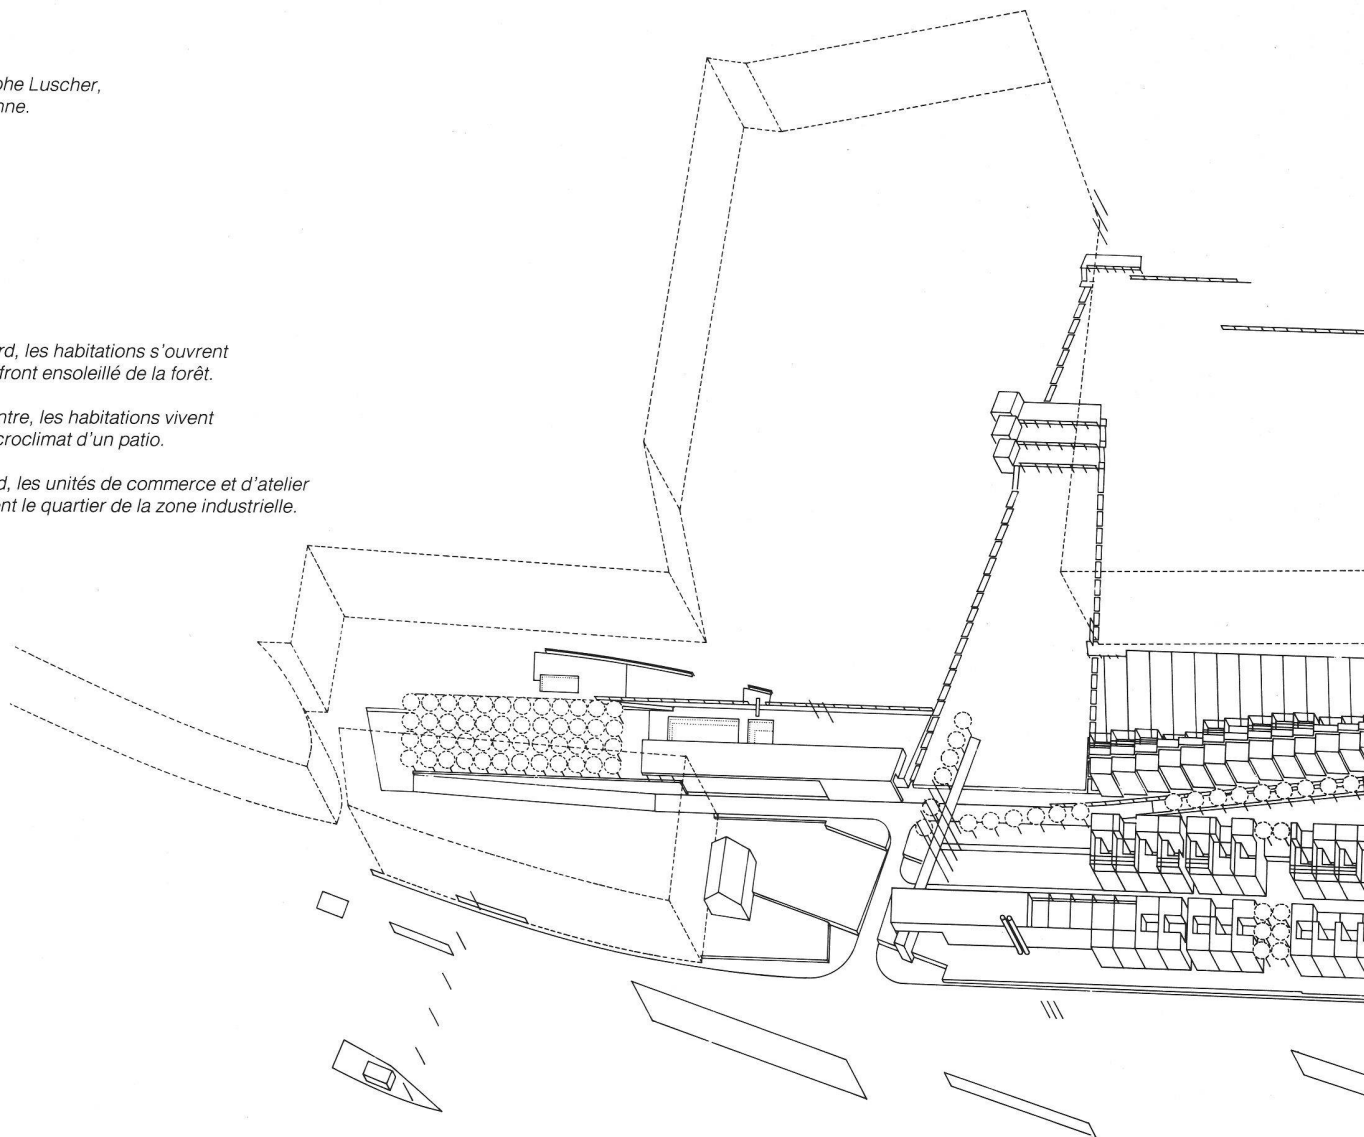 phe Luscher,
nne.
rd, les habitations s'ouvrent
front ensoleillé de la forêt.
ntre, les habitations vivent
croclimat d'un patio.
d, les unités de commerce et d'atelier
nt le quartier de la zone industrielle.